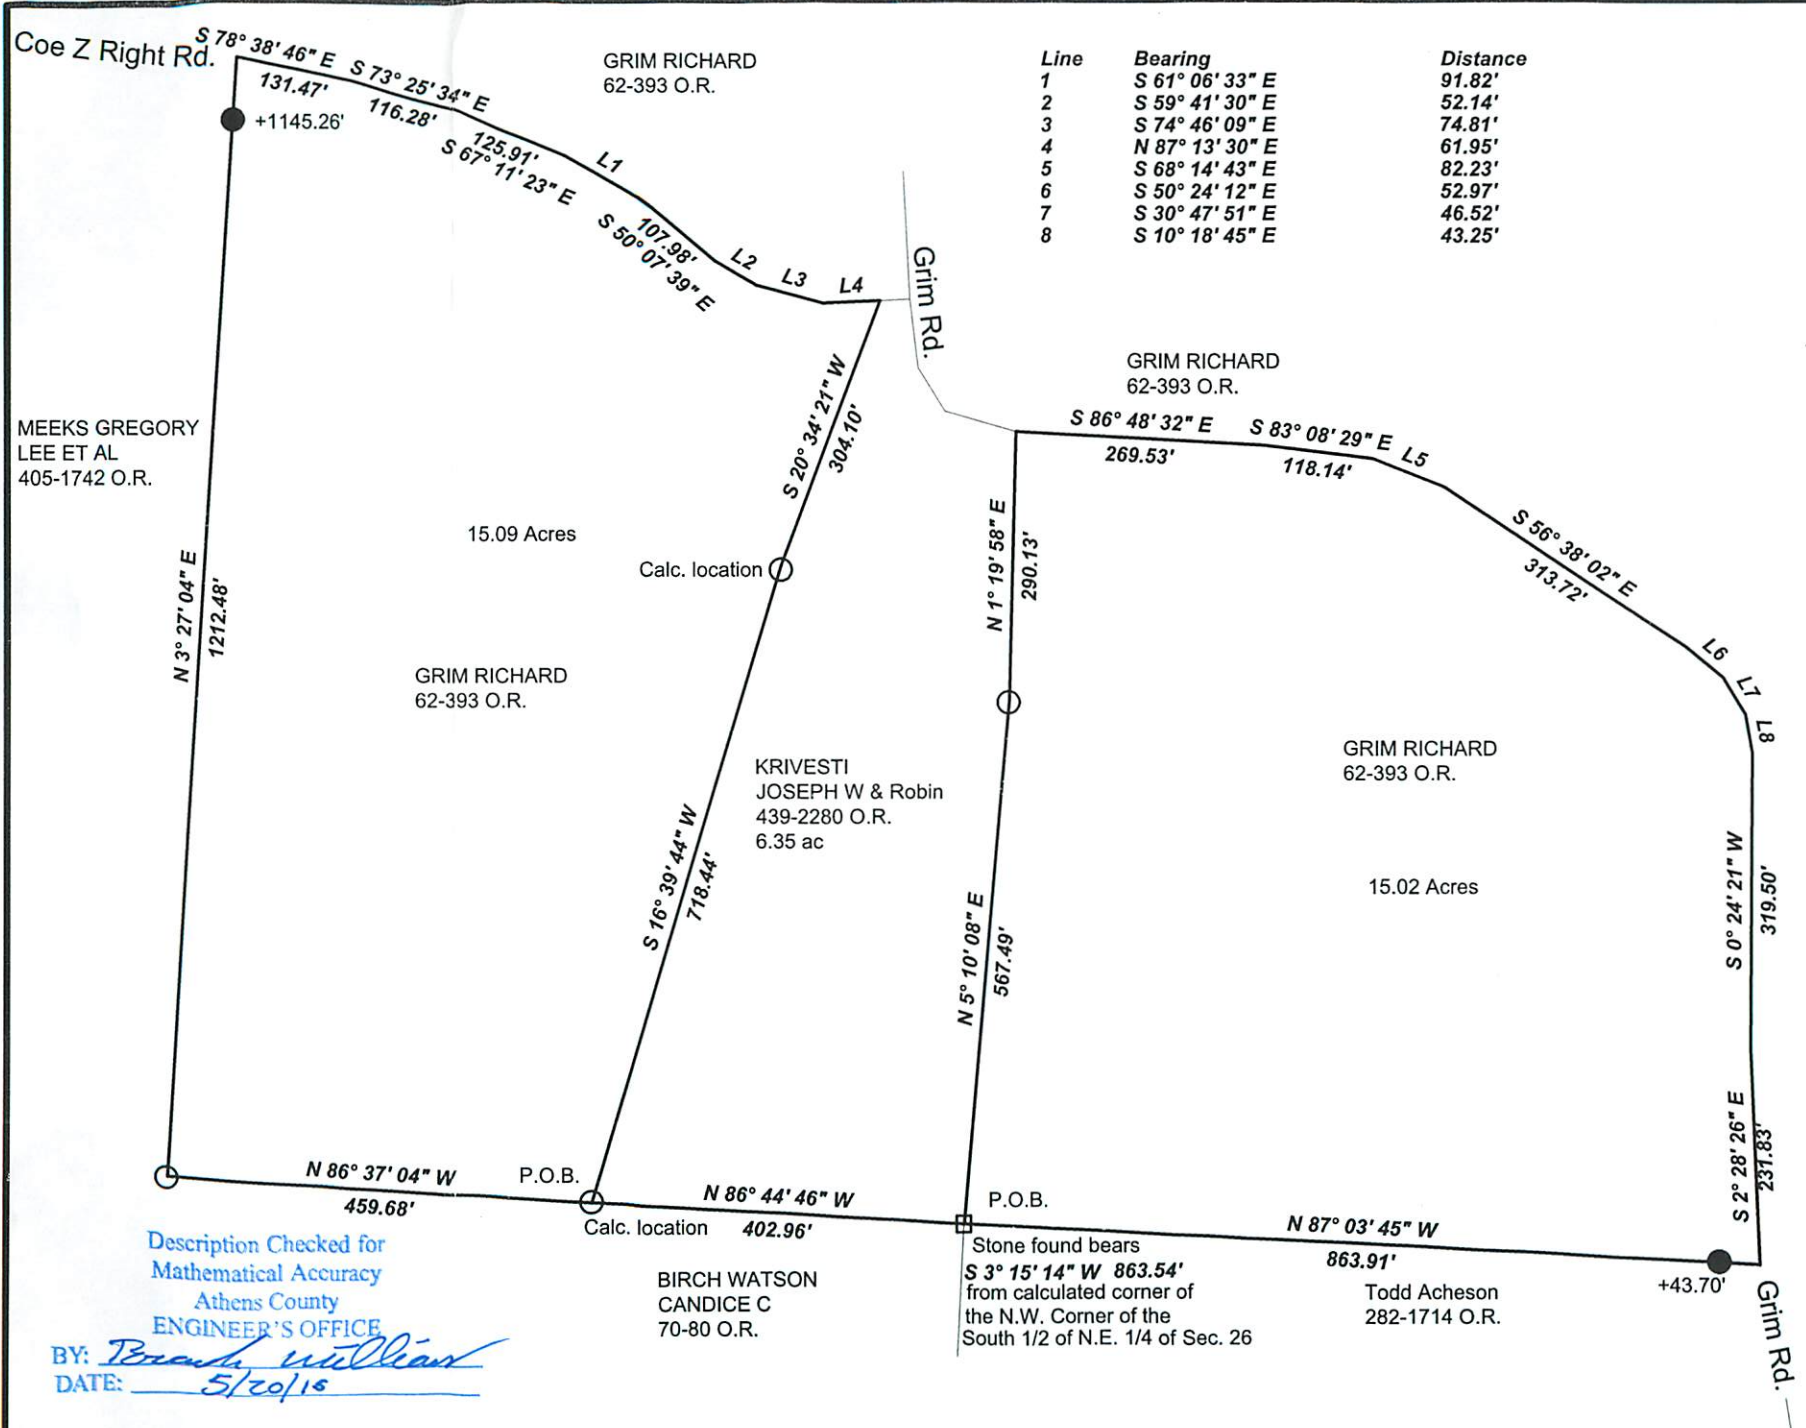 Coe Z Right Rd.
S 78° 38' 46" E
131.47'
S 73° 25' 34" E
116.28'
125.91'
S 67° 11' 23" E
L1
107.98'
S 50° 07' 39" E
L2
L3
L4
+1145.26'
GRIM RICHARD
62-393 O.R.
Line Bearing Distance
1 S 61° 06' 33" E 91.82'
2 S 59° 41' 30" E 52.14'
3 S 74° 46' 09" E 74.81'
4 N 87° 13' 30" E 61.95'
5 S 68° 14' 43" E 82.23'
6 S 50° 24' 12" E 52.97'
7 S 30° 47' 51" E 46.52'
8 S 10° 18' 45" E 43.25'
Grim Rd.
GRIM RICHARD
62-393 O.R.
S 86° 48' 32" E
269.53'
S 83° 08' 29" E
118.14'
L5
S 56° 38' 02" E
313.72'
L6
L7
L8
MEEKS GREGORY
LEE ET AL
405-1742 O.R.
N 3° 27' 04" E
1212.48'
15.09 Acres
GRIM RICHARD
62-393 O.R.
S 20° 34' 21" W
304.10'
Calc. location
S 16° 39' 44" W
718.44'
KRIVESTI
JOSEPH W & Robin
439-2280 O.R.
6.35 ac
N 1° 19' 58" E
290.13'
N 5° 10' 08" E
567.49'
GRIM RICHARD
62-393 O.R.
15.02 Acres
S 0° 24' 21" W
319.50'
S 2° 28' 26" E
231.83'
N 86° 37' 04" W
459.68'
P.O.B.
Calc. location
N 86° 44' 46" W
402.96'
P.O.B.
N 87° 03' 45" W
863.91'
+43.70'
Grim Rd.
Stone found bears
S 3° 15' 14" W 863.54'
from calculated corner of
the N.W. Corner of the
South 1/2 of N.E. 1/4 of Sec. 26
Todd Acheson
282-1714 O.R.
BIRCH WATSON
CANDICE C
70-80 O.R.
Description Checked for
Mathematical Accuracy
Athens County
ENGINEER'S OFFICE
BY:
DATE: 5/20/15